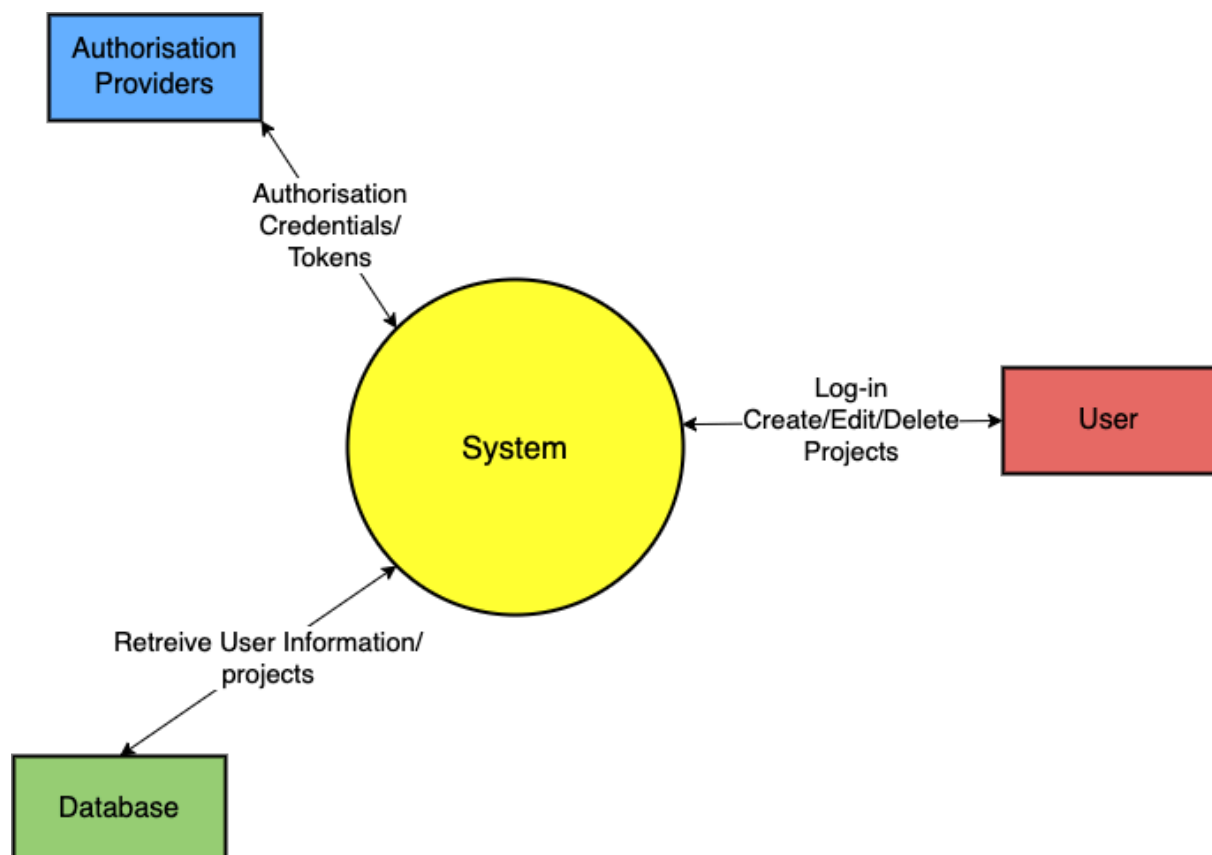 Authorisation
Providers
Authorisation
Credentials/
Tokens
System
Log-in
Create/Edit/Delete
Projects
User
Retreive User Information/
projects
Database